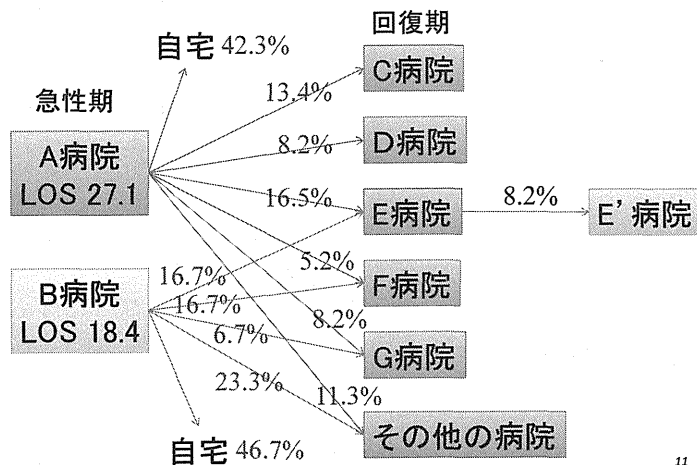 回復期
自宅 42.3%
C病院
13.4%
急性期
D病院
8.2%
A病院
LOS 27.1
16.5%
E病院
8.2%
E’病院
16.7%
5.2%
F病院
B病院
LOS 18.4
16.7%
6.7%
8.2%
G病院
23.3%
11.3%
その他の病院
自宅 46.7%
11